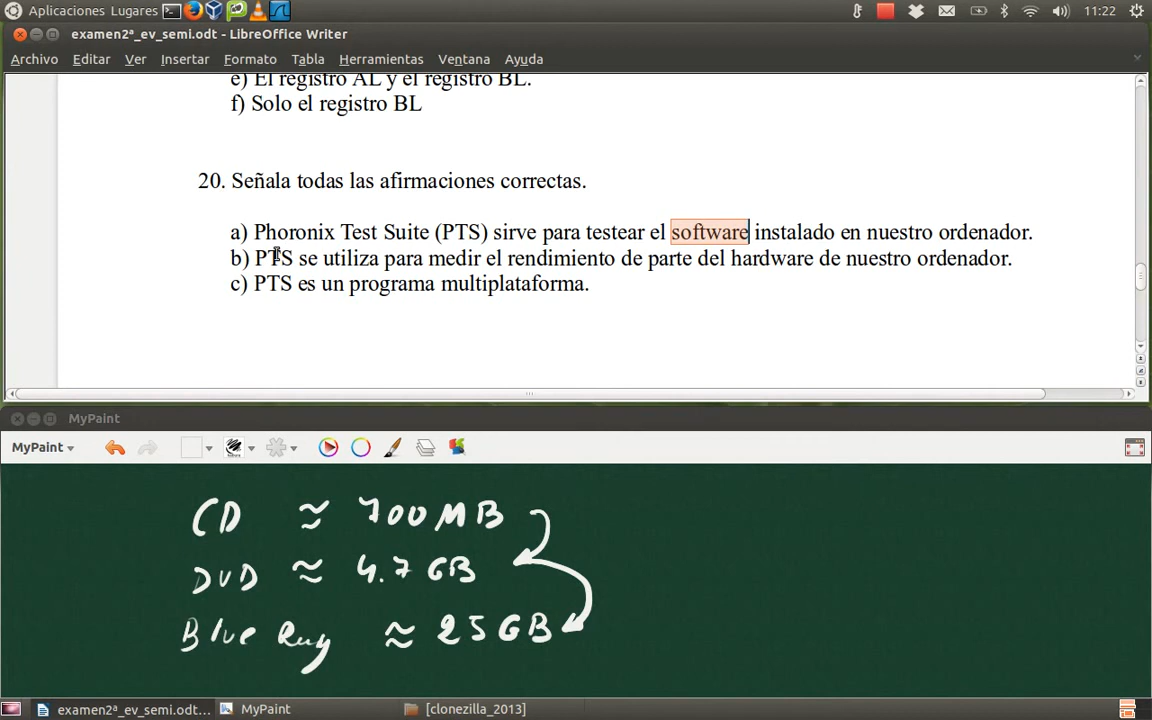 Aplicaciones Lugares 11:22
examen2ª_ev_semi.odt - LibreOffice Writer
Archivo Editar Ver Insertar Formato Tabla Herramientas Ventana Ayuda
e) El registro AL y el registro BL.
f) Solo el registro BL
20. Señala todas las afirmaciones correctas.
a) Phoronix Test Suite (PTS) sirve para testear el software instalado en nuestro ordenador.
b) PTS se utiliza para medir el rendimiento de parte del hardware de nuestro ordenador.
c) PTS es un programa multiplataforma.
MyPaint
MyPaint
CD ≈ 700 MB
DVD ≈ 4.7 GB
Blue Ray ≈ 25 GB
examen2ª_ev_semi.odt... MyPaint [clonezilla_2013]